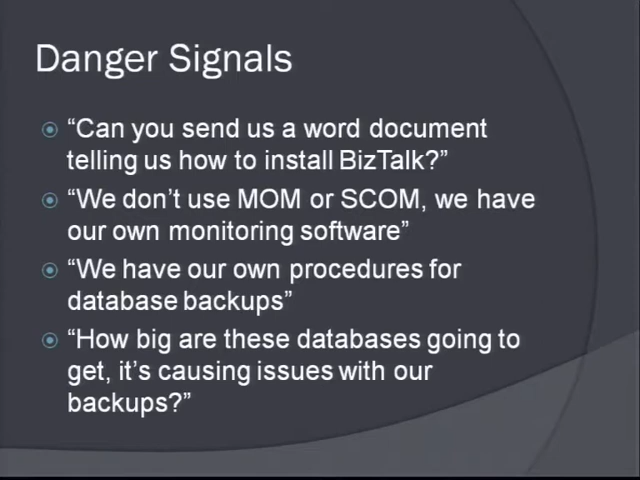 Danger Signals
“Can you send us a word document
telling us how to install BizTalk?”
“We don’t use MOM or SCOM, we have
our own monitoring software”
“We have our own procedures for
database backups”
“How big are these databases going to
get, it’s causing issues with our
backups?”